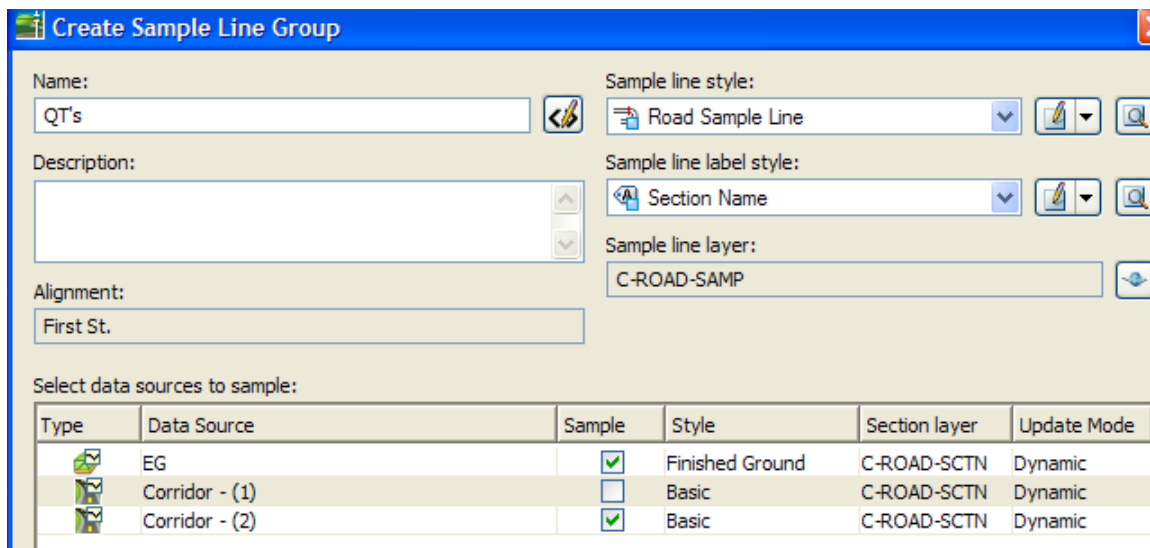 Create Sample Line Group
Name:
QT's
Description:
Alignment:
First St.
Sample line style:
Road Sample Line
Sample line label style:
Section Name
Sample line layer:
C-ROAD-SAMP
Select data sources to sample:
Type Data Source Sample Style Section layer Update Mode
EG Finished Ground C-ROAD-SCTN Dynamic
Corridor - (1) Basic C-ROAD-SCTN Dynamic
Corridor - (2) Basic C-ROAD-SCTN Dynamic